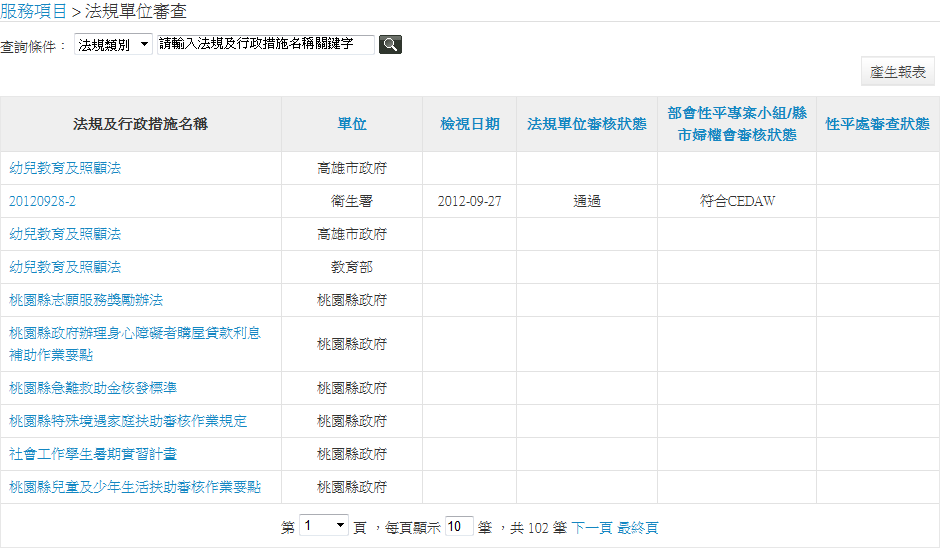 服務項目 > 法規單位審查
查詢條件： 法規類別 請輸入法規及行政措施名稱關鍵字
產生報表
法規及行政措施名稱 單位 檢視日期 法規單位審核狀態 部會性平專案小組/縣市婦權會審核狀態 性平處審查狀態
幼兒教育及照顧法 高雄市政府
20120928-2 衛生署 2012-09-27 通過 符合CEDAW
幼兒教育及照顧法 高雄市政府
幼兒教育及照顧法 教育部
桃園縣志願服務獎勵辦法 桃園縣政府
桃園縣政府辦理身心障礙者購屋貸款利息
補助作業要點 桃園縣政府
桃園縣急難救助金核發標準 桃園縣政府
桃園縣特殊境遇家庭扶助審核作業規定 桃園縣政府
社會工作學生暑期實習計畫 桃園縣政府
桃園縣兒童及少年生活扶助審核作業要點 桃園縣政府
第 1 頁 ，每頁顯示 10 筆 ，共 102 筆 下一頁 最終頁